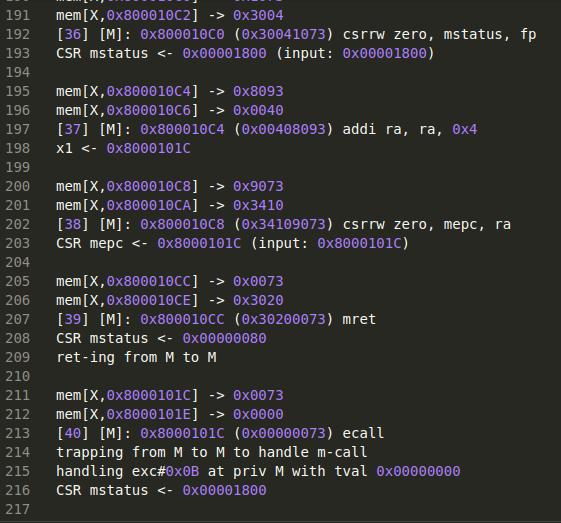 191 mem[X,0x800010C2] -> 0x3004
192 [36] [M]: 0x800010C0 (0x30041073) csrrw zero, mstatus, fp
193 CSR mstatus <- 0x00001800 (input: 0x00001800)
194
195 mem[X,0x800010C4] -> 0x8093
196 mem[X,0x800010C6] -> 0x0040
197 [37] [M]: 0x800010C4 (0x00408093) addi ra, ra, 0x4
198 x1 <- 0x8000101C
199
200 mem[X,0x800010C8] -> 0x9073
201 mem[X,0x800010CA] -> 0x3410
202 [38] [M]: 0x800010C8 (0x34109073) csrrw zero, mepc, ra
203 CSR mepc <- 0x8000101C (input: 0x8000101C)
204
205 mem[X,0x800010CC] -> 0x0073
206 mem[X,0x800010CE] -> 0x3020
207 [39] [M]: 0x800010CC (0x30200073) mret
208 CSR mstatus <- 0x00000080
209 ret-ing from M to M
210
211 mem[X,0x8000101C] -> 0x0073
212 mem[X,0x8000101E] -> 0x0000
213 [40] [M]: 0x8000101C (0x00000073) ecall
214 trapping from M to M to handle m-call
215 handling exc#0x0B at priv M with tval 0x00000000
216 CSR mstatus <- 0x00001800
217